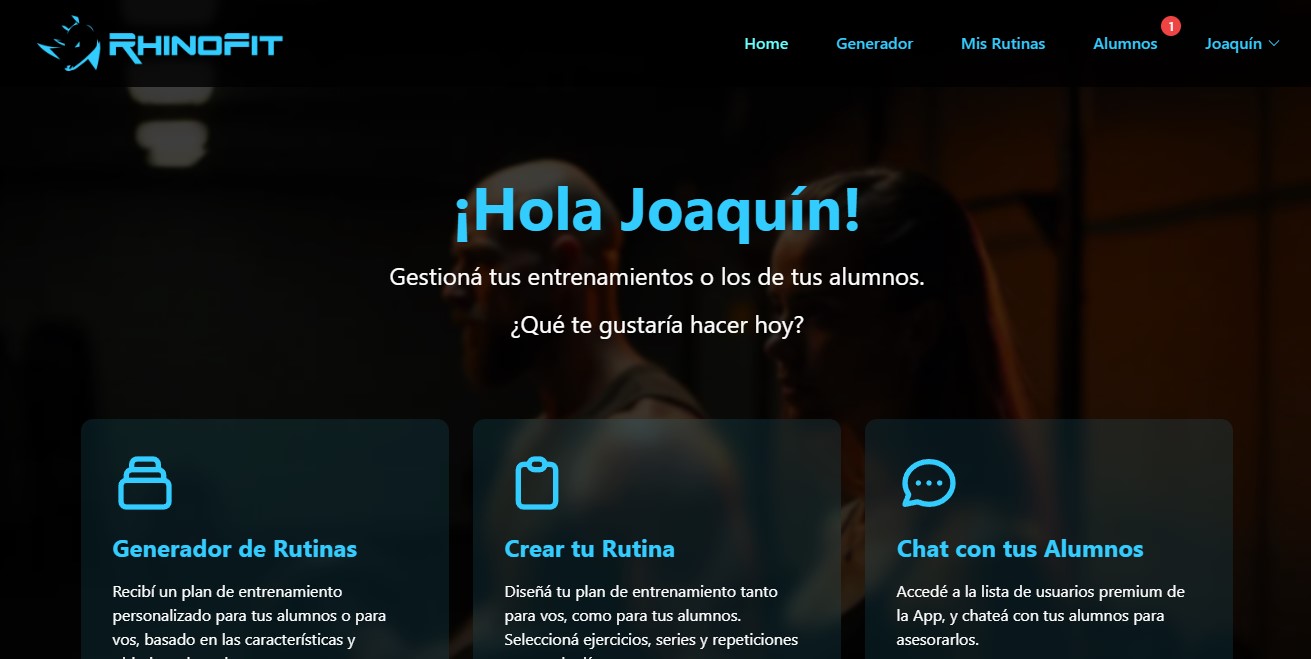 RHINOFIT
Home
Generador
Mis Rutinas
Alumnos
1
Joaquín
¡Hola Joaquín!
Gestioná tus entrenamientos o los de tus alumnos.
¿Qué te gustaría hacer hoy?
Generador de Rutinas
Recibí un plan de entrenamiento
personalizado para tus alumnos o para
vos, basado en las características y
Crear tu Rutina
Diseñá tu plan de entrenamiento tanto
para vos, como para tus alumnos.
Seleccioná ejercicios, series y repeticiones
Chat con tus Alumnos
Accedé a la lista de usuarios premium de
la App, y chateá con tus alumnos para
asesorarlos.